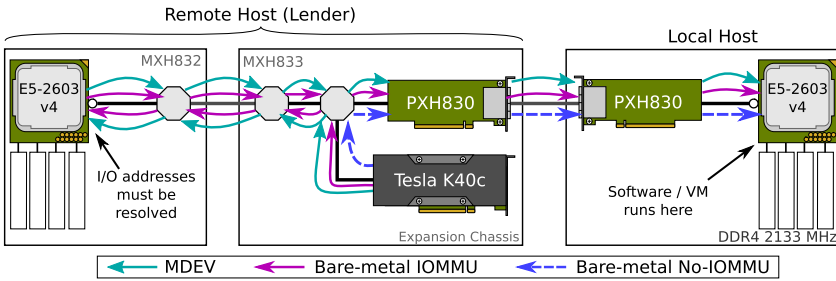 Remote Host (Lender)
Local Host
MXH832
MXH833
E5-2603
v4
PXH830
PXH830
E5-2603
v4
Tesla K40c
I/O addresses
must be
resolved
Software / VM
runs here
Expansion Chassis
DDR4 2133 MHz
MDEV
Bare-metal IOMMU
Bare-metal No-IOMMU